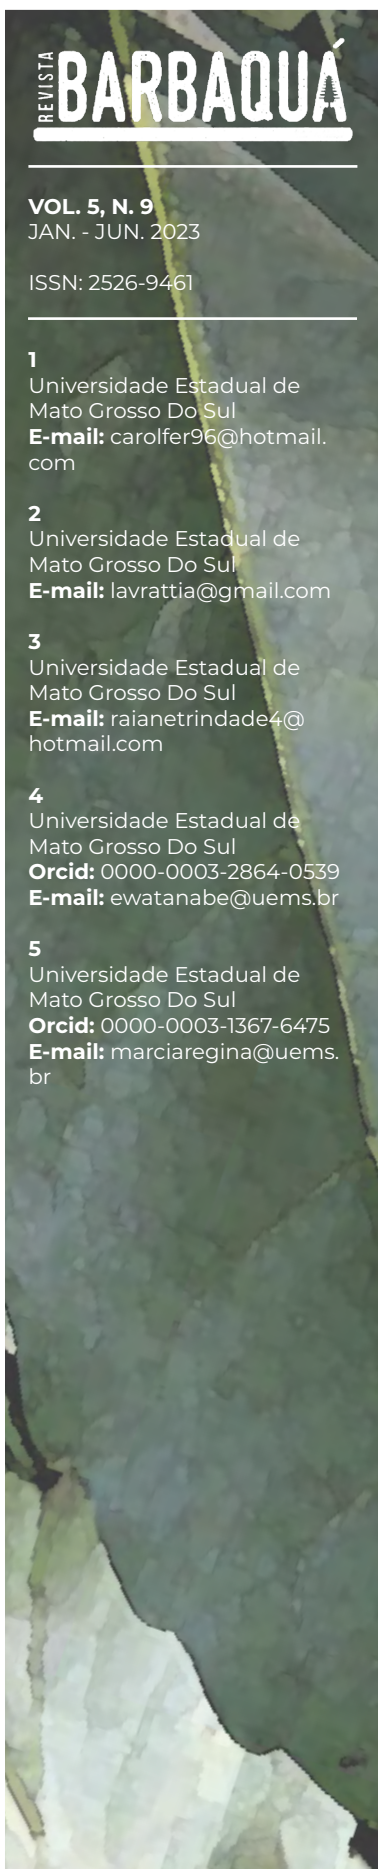 REVISTA
BARBAQUÁ
VOL. 5, N. 9
JAN. - JUN. 2023
ISSN: 2526-9461
1
Universidade Estadual de
Mato Grosso Do Sul
E-mail: carolfer96@hotmail.
com
2
Universidade Estadual de
Mato Grosso Do Sul
E-mail: lavrattia@gmail.com
3
Universidade Estadual de
Mato Grosso Do Sul
E-mail: raianetrindade4@
hotmail.com
4
Universidade Estadual de
Mato Grosso Do Sul
Orcid: 0000-0003-2864-0539
E-mail: ewatanabe@uems.br
5
Universidade Estadual de
Mato Grosso Do Sul
Orcid: 0000-0003-1367-6475
E-mail: marciaregina@uems.
br